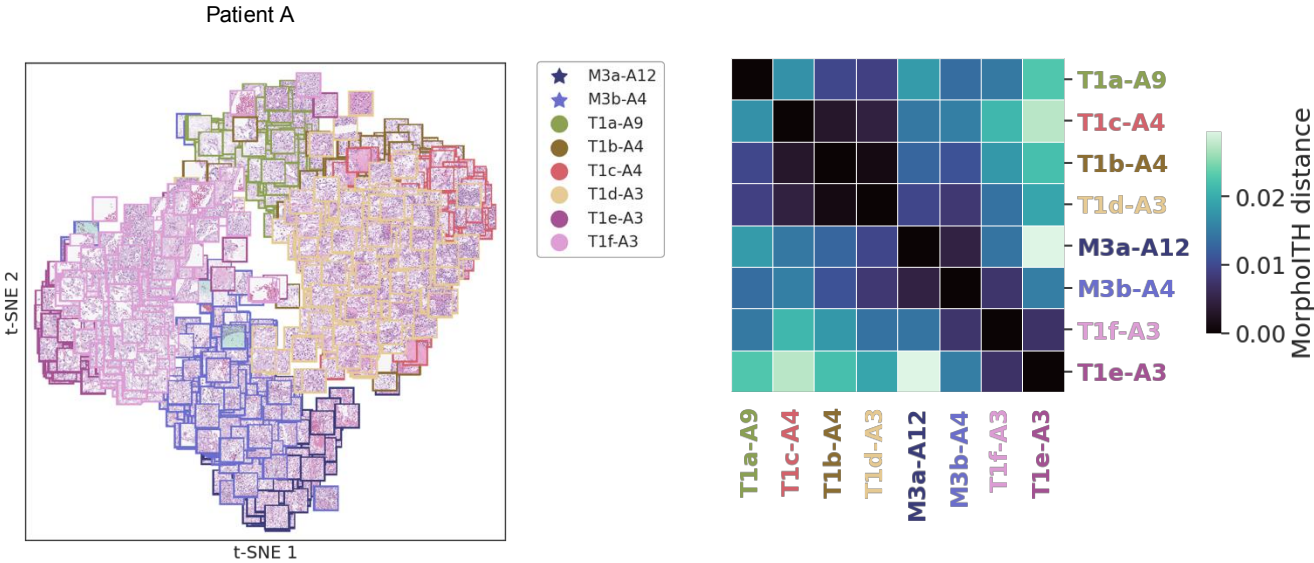 Patient A
t-SNE 2
t-SNE 1
M3a-A12
M3b-A4
T1a-A9
T1b-A4
T1c-A4
T1d-A3
T1e-A3
T1f-A3
T1a-A9
T1c-A4
T1b-A4
T1d-A3
M3a-A12
M3b-A4
T1f-A3
T1e-A3
T1a-A9
T1c-A4
T1b-A4
T1d-A3
M3a-A12
M3b-A4
T1f-A3
T1e-A3
0.02
0.01
0.00
MorphoITH distance